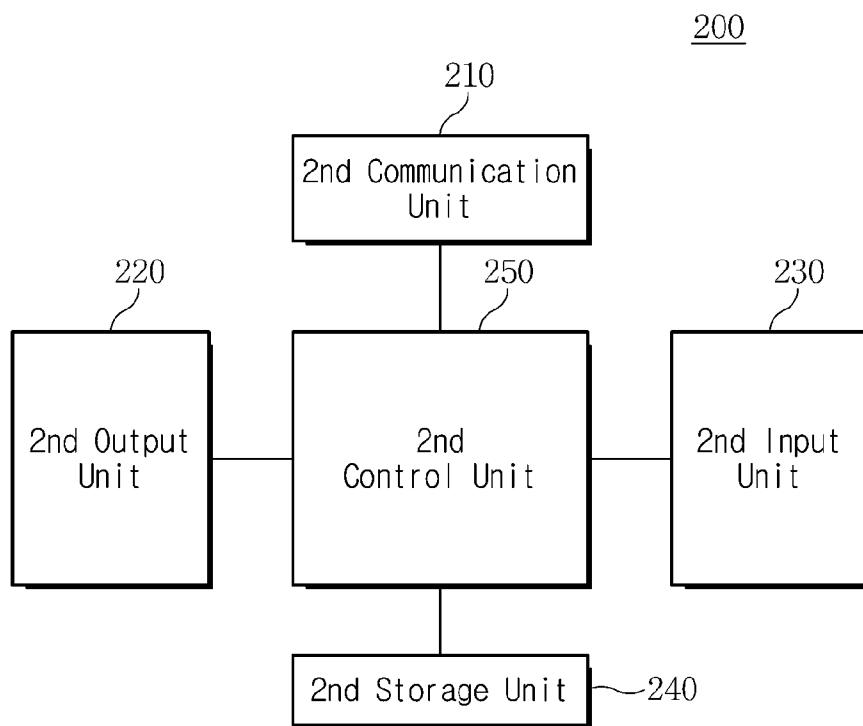 200
210
2nd Communication
Unit
220
250
230
2nd Output
Unit
2nd
Control Unit
2nd Input
Unit
2nd Storage Unit
240